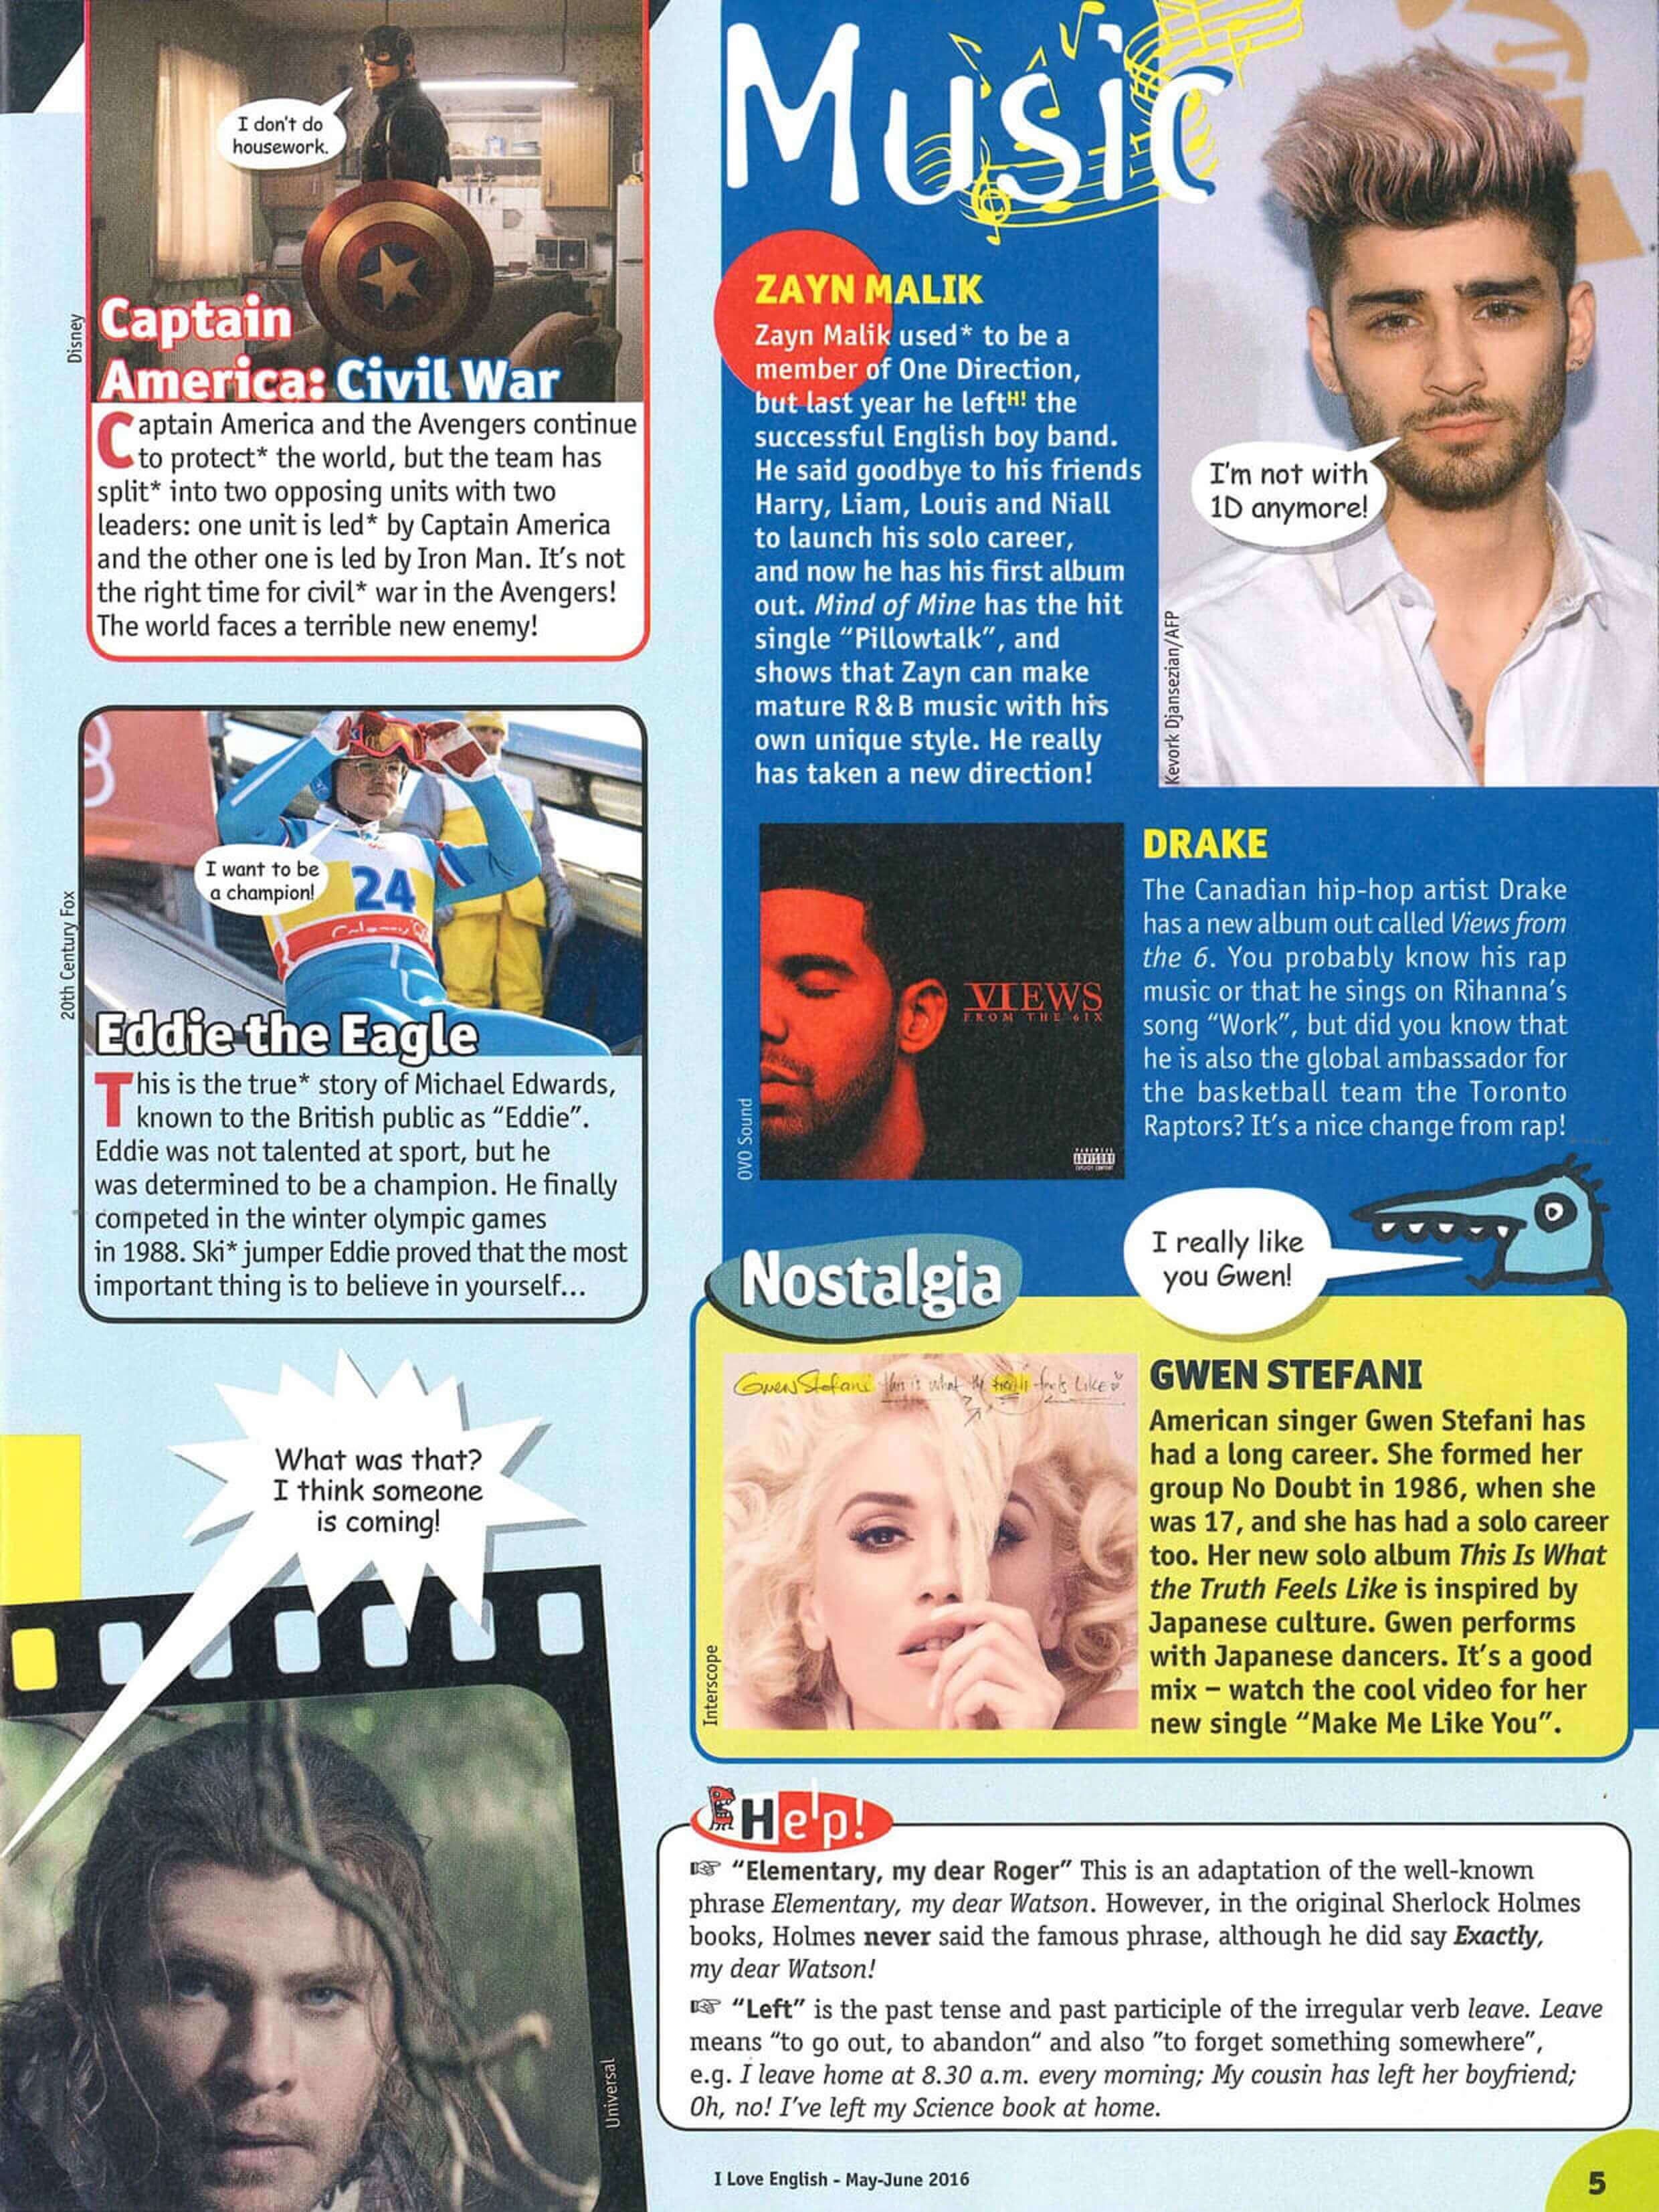 I don't do
housework.
Disney
Captain
America: Civil War
Captain America and the Avengers continue
to protect* the world, but the team has
split* into two opposing units with two
leaders: one unit is led* by Captain America
and the other one is led by Iron Man. It's not
the right time for civil* war in the Avengers!
The world faces a terrible new enemy!
I want to be
a champion!
24
20th Century Fox
Eddie the Eagle
This is the true* story of Michael Edwards,
known to the British public as “Eddie”.
Eddie was not talented at sport, but he
was determined to be a champion. He finally
competed in the winter olympic games
in 1988. Ski* jumper Eddie proved that the most
important thing is to believe in yourself...
What was that?
I think someone
is coming!
Universal
Music
ZAYN MALIK
Zayn Malik used* to be a
member of One Direction,
but last year he leftH! the
successful English boy band.
He said goodbye to his friends
Harry, Liam, Louis and Niall
to launch his solo career,
and now he has his first album
out. Mind of Mine has the hit
single “Pillowtalk”, and
shows that Zayn can make
mature R & B music with his
own unique style. He really
has taken a new direction!
I'm not with
1D anymore!
Kevork Djansezian/AFP
VIEWS
FROM THE 6IX
PARENTAL
ADVISORY
EXPLICIT CONTENT
OVO Sound
DRAKE
The Canadian hip-hop artist Drake
has a new album out called Views from
the 6. You probably know his rap
music or that he sings on Rihanna's
song “Work”, but did you know that
he is also the global ambassador for
the basketball team the Toronto
Raptors? It's a nice change from rap!
Nostalgia
I really like
you Gwen!
Gwen Stefani this is what the truth feels LIKE
Interscope
GWEN STEFANI
American singer Gwen Stefani has
had a long career. She formed her
group No Doubt in 1986, when she
was 17, and she has had a solo career
too. Her new solo album This Is What
the Truth Feels Like is inspired by
Japanese culture. Gwen performs
with Japanese dancers. It's a good
mix – watch the cool video for her
new single “Make Me Like You”.
Help!
☞ “Elementary, my dear Roger” This is an adaptation of the well-known
phrase Elementary, my dear Watson. However, in the original Sherlock Holmes
books, Holmes never said the famous phrase, although he did say Exactly,
my dear Watson!
☞ “Left” is the past tense and past participle of the irregular verb leave. Leave
means “to go out, to abandon“ and also ”to forget something somewhere”,
e.g. I leave home at 8.30 a.m. every morning; My cousin has left her boyfriend;
Oh, no! I've left my Science book at home.
I Love English - May-June 2016
5